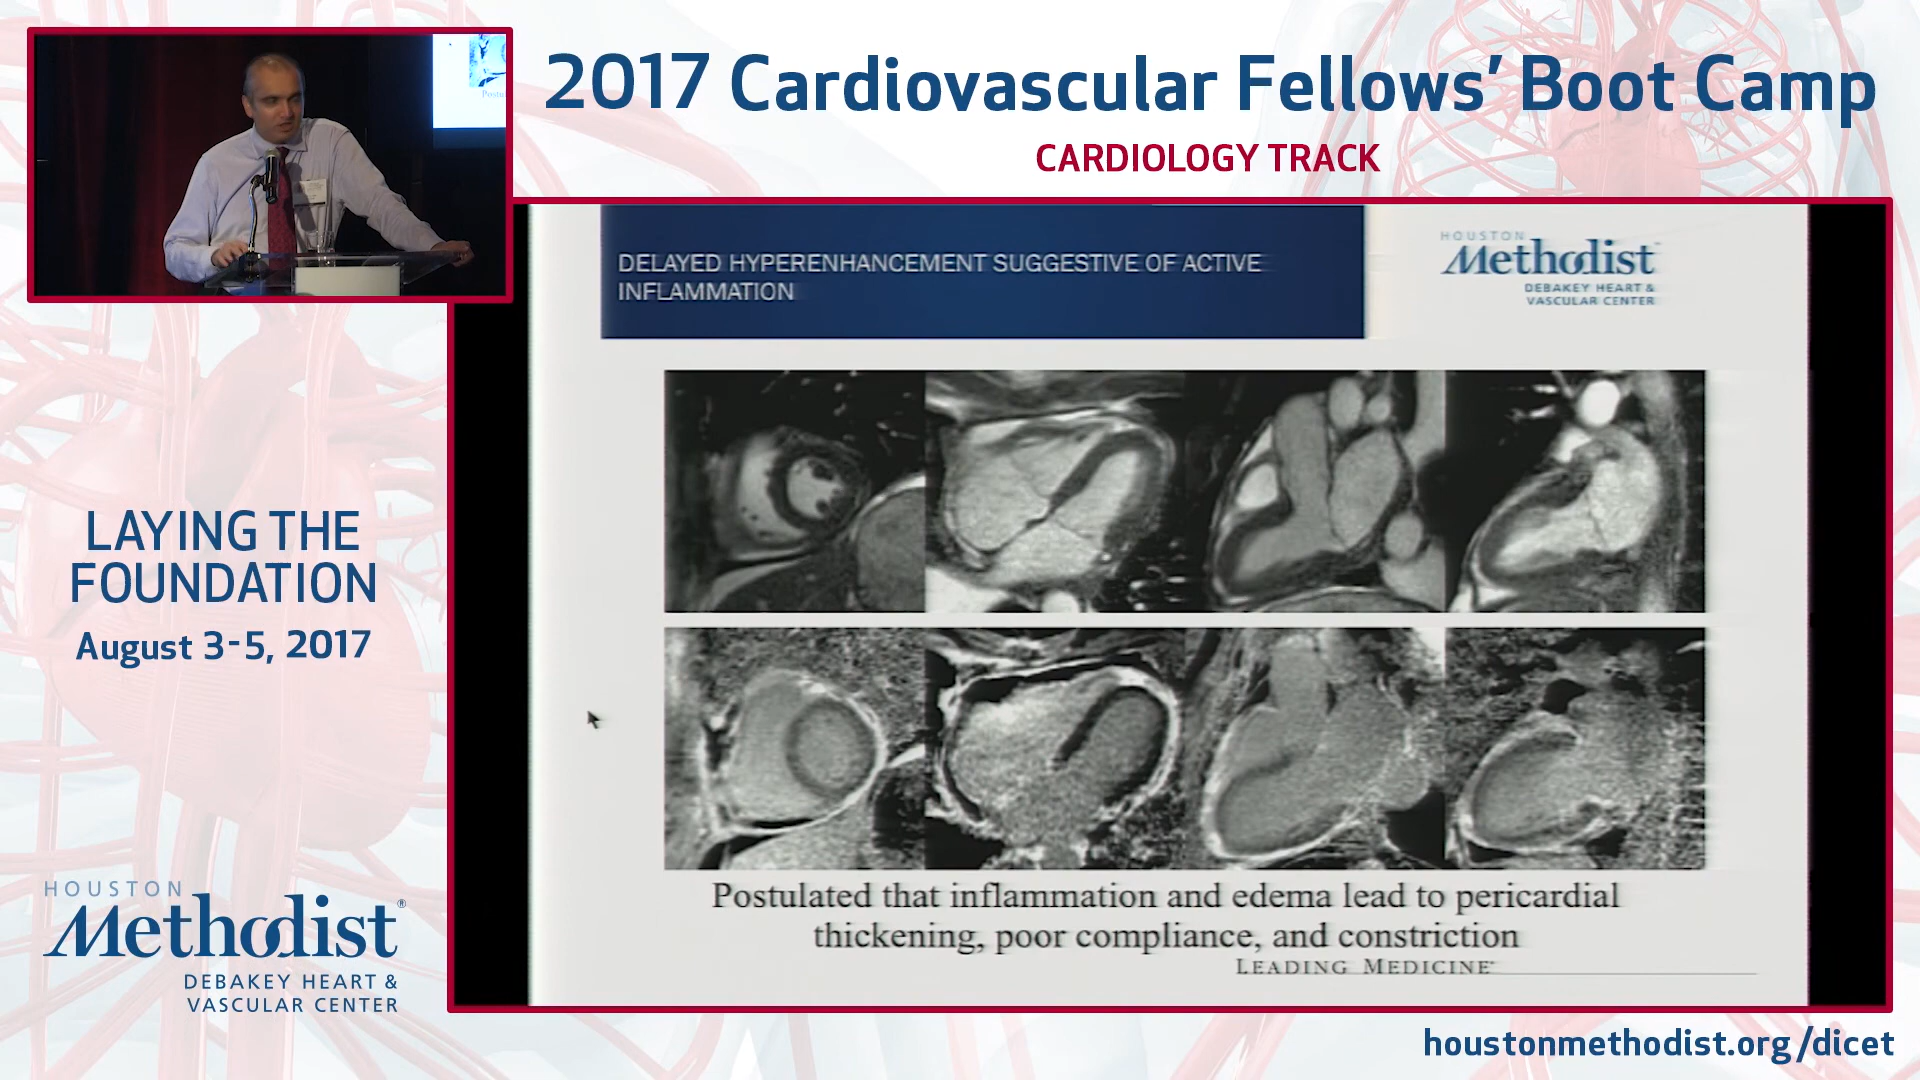 2017 Cardiovascular Fellows' Boot Camp
CARDIOLOGY TRACK
DELAYED HYPERENHANCEMENT SUGGESTIVE OF ACTIVE
INFLAMMATION
HOUSTON
Methodist
DEBAKEY HEART &
VASCULAR CENTER
Postulated that inflammation and edema lead to pericardial
thickening, poor compliance, and constriction
LEADING MEDICINE
LAYING THE
FOUNDATION
August 3-5, 2017
HOUSTON
Methodist®
DEBAKEY HEART &
VASCULAR CENTER
houstonmethodist.org/dicet